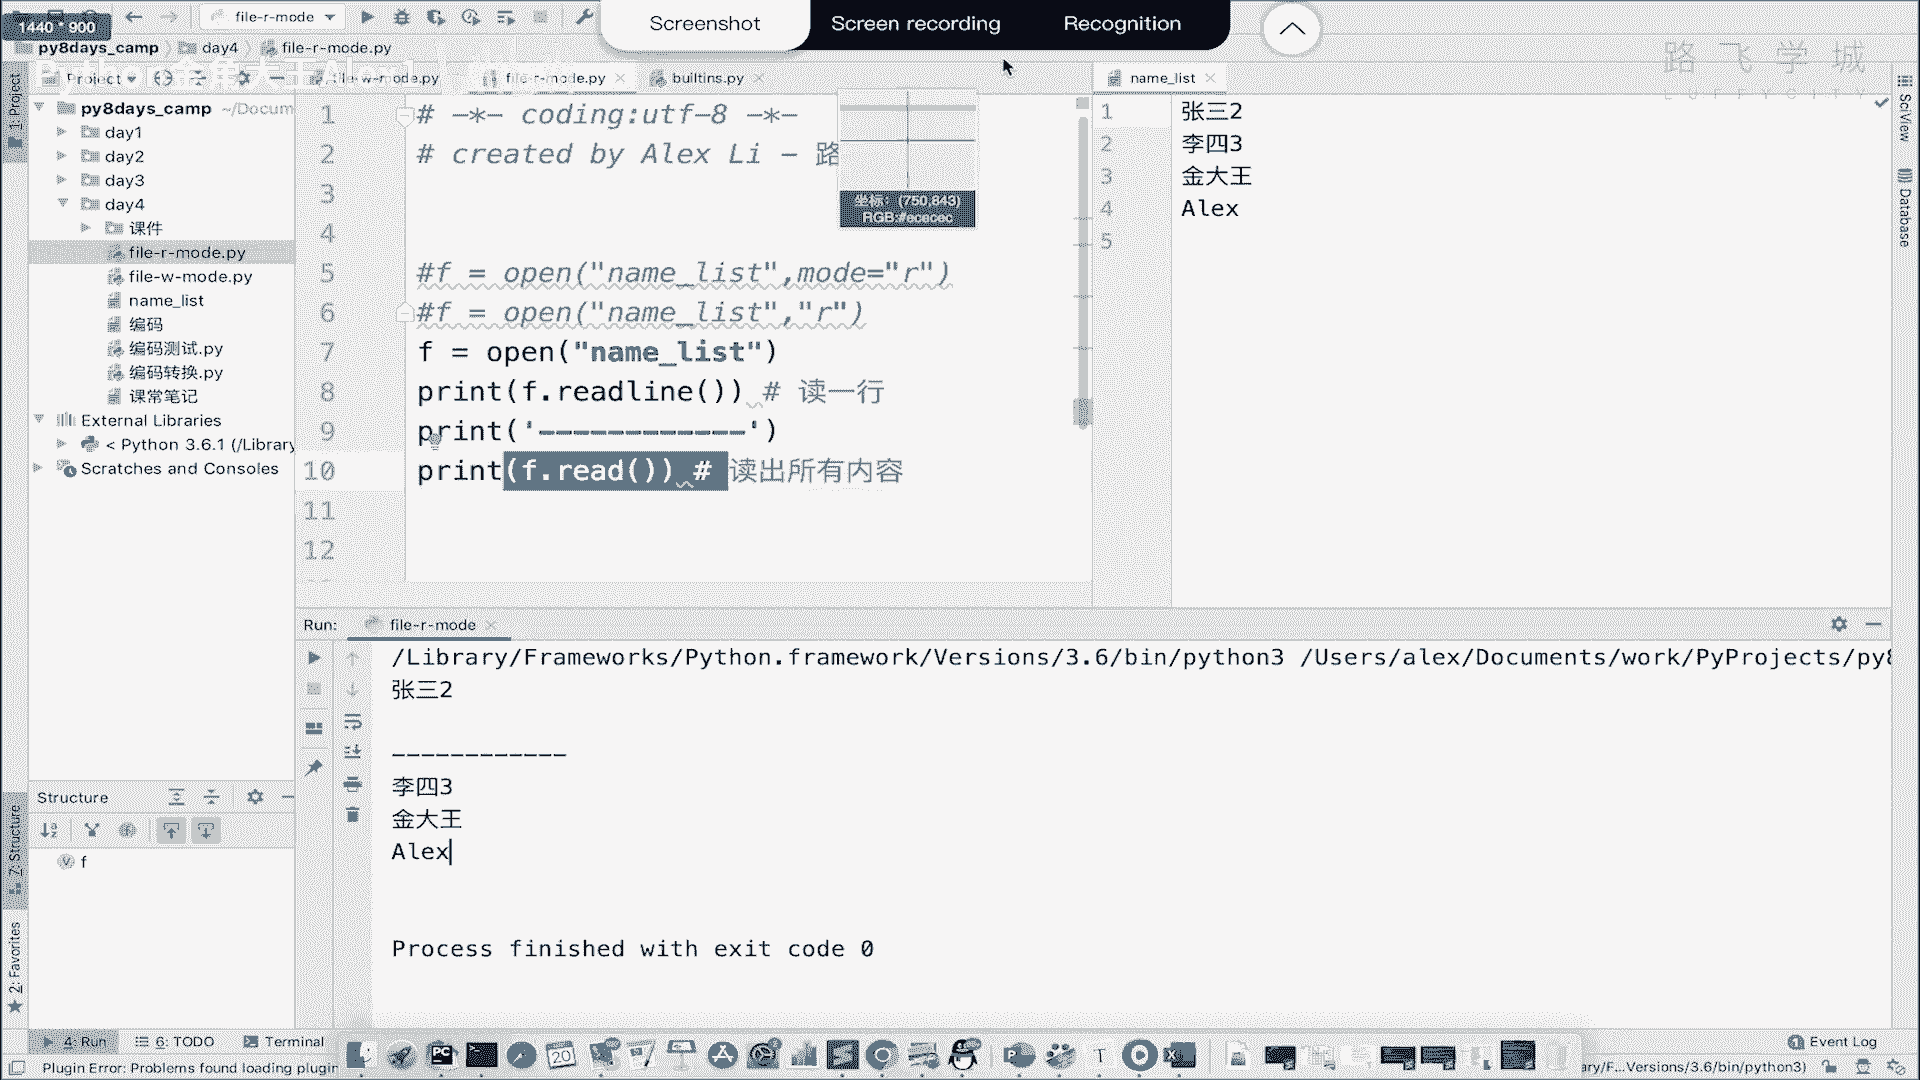 1440 * 900
file-r-mode
Screenshot
Screen recording
Recognition
py8days_camp
day4
file-r-mode.py
路飞学城
LUFFYCITY
Project
file-w-mode.py
file-r-mode.py
builtins.py
name_list
1: Project
py8days_camp ~/Docum
day1
day2
day3
day4
课件
file-r-mode.py
file-w-mode.py
name_list
编码
编码测试.py
编码转换.py
课常笔记
External Libraries
< Python 3.6.1 (/Library
Scratches and Consoles
1 # -*- coding:utf-8 -*-
2 # created by Alex Li - 路
3
4
5 #f = open("name_list",mode="r")
6 #f = open("name_list","r")
7 f = open("name_list")
8 print(f.readline()) # 读一行
9 print('------------')
10 print(f.read()) # 读出所有内容
11
12
坐标: (750,843)
RGB:#ececec
1 张三2
2 李四3
3 金大王
4 Alex
5
SciView
Database
Run: file-r-mode
/Library/Frameworks/Python.framework/Versions/3.6/bin/python3 /Users/alex/Documents/work/PyProjects/py8
张三2
------------
李四3
金大王
Alex
Process finished with exit code 0
Structure
f
7: Structure
2: Favorites
4: Run
6: TODO
Terminal
Event Log
Plugin Error: Problems found loading plugin
ary/F...Versions/3.6/bin/python3)